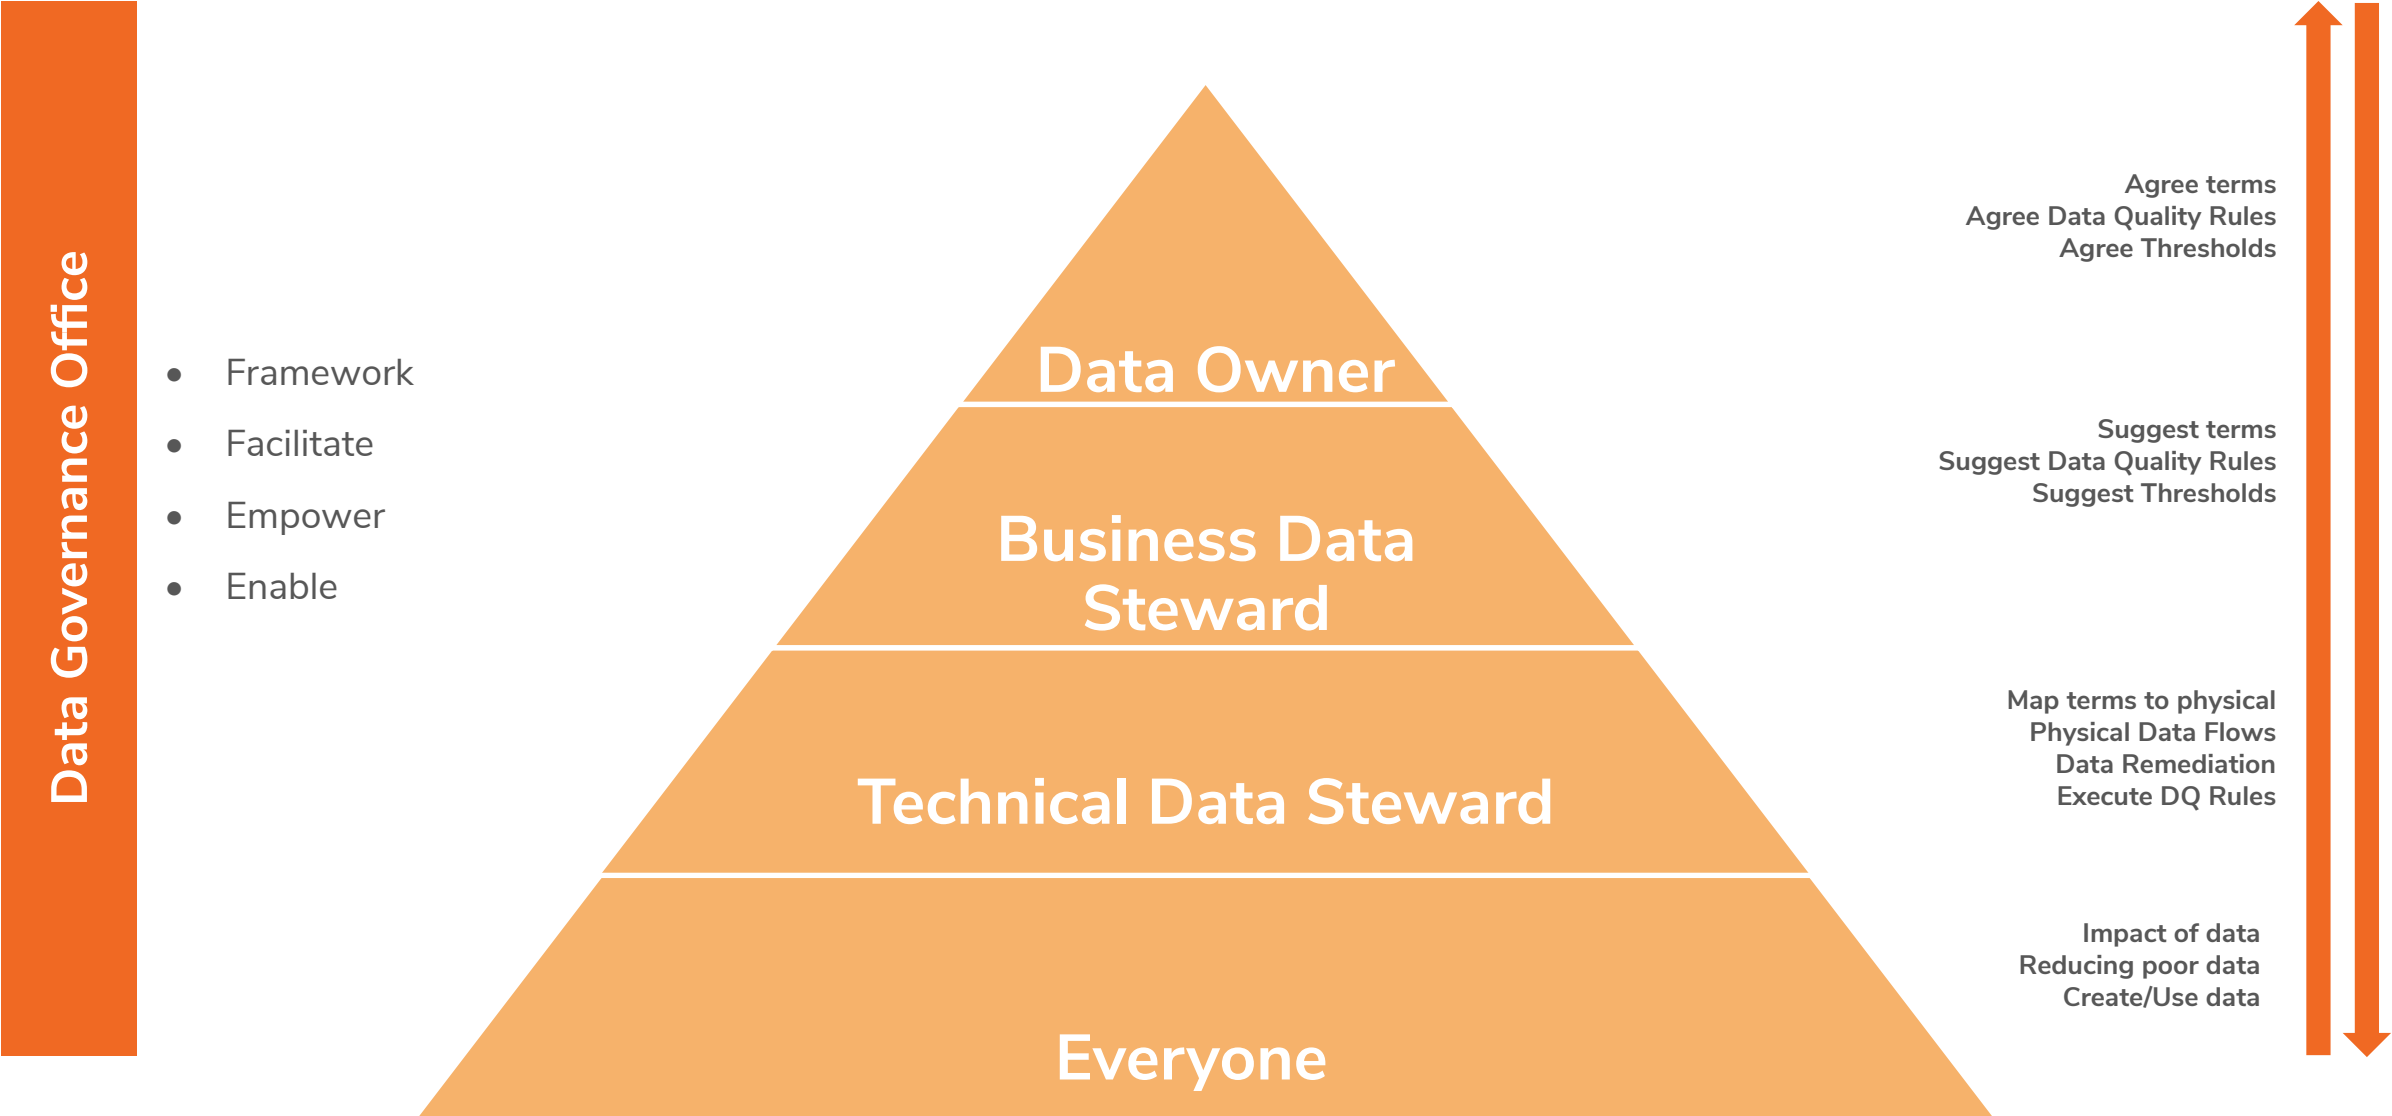 Data Governance Office
Framework
Facilitate
Empower
Enable
Data Owner
Business Data
Steward
Technical Data Steward
Everyone
Agree terms
Agree Data Quality Rules
Agree Thresholds
Suggest terms
Suggest Data Quality Rules
Suggest Thresholds
Map terms to physical
Physical Data Flows
Data Remediation
Execute DQ Rules
Impact of data
Reducing poor data
Create/Use data